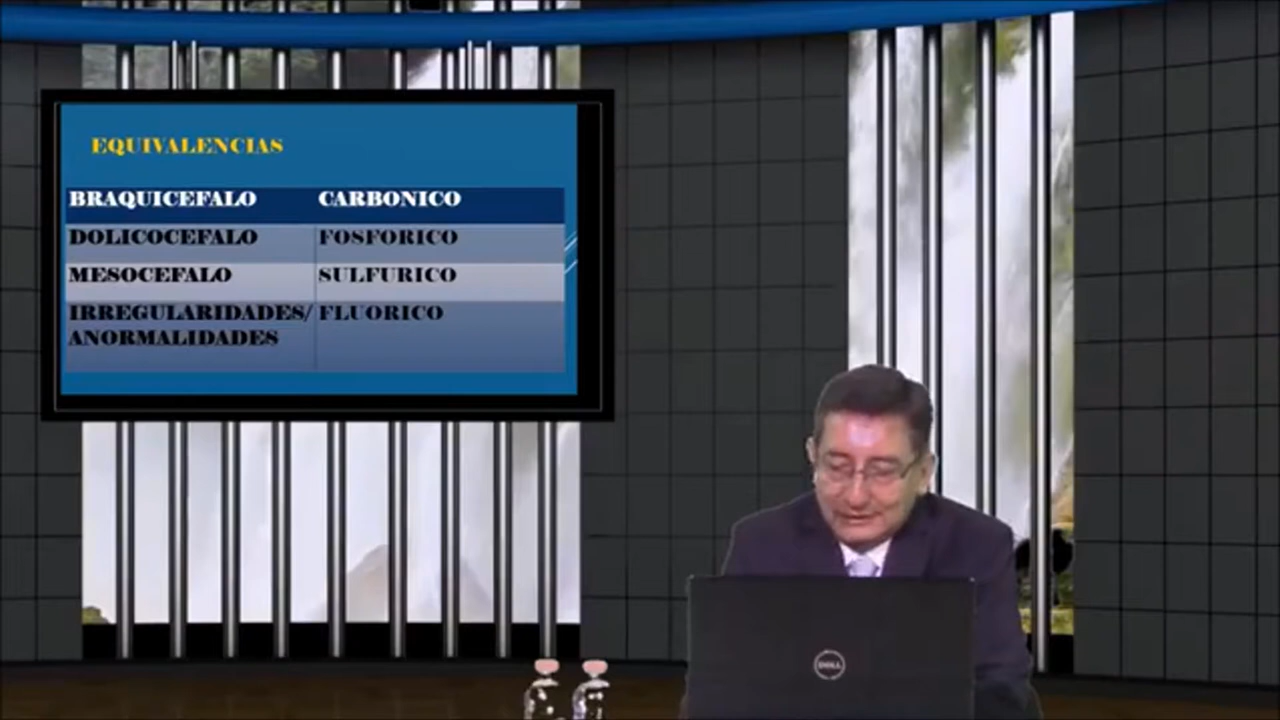 EQUIVALENCIAS
BRAQUICEFALO CARBONICO
DOLICOCEFALO FOSFORICO
MESOCEFALO SULFURICO
IRREGULARIDADES/ FLUORICO
ANORMALIDADES
DELL